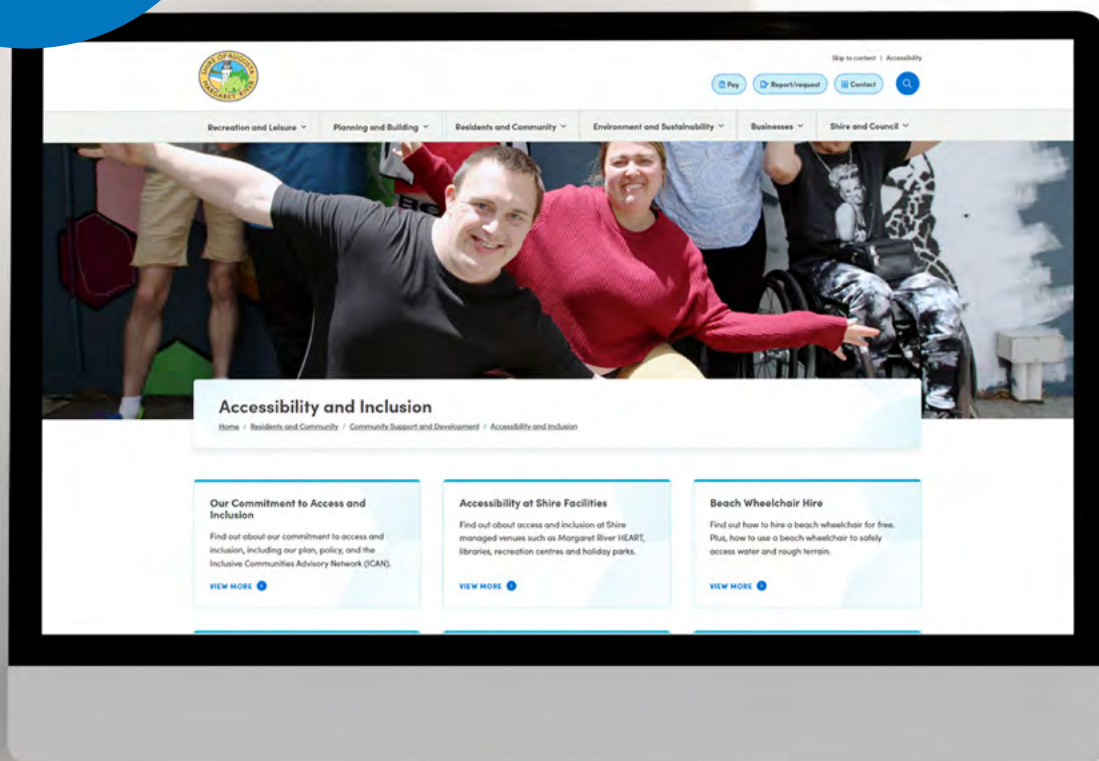 SHIRE OF AUGUSTA
MARGARET RIVER
Skip to content | Accessibility
Pay
Report/request
Contact
Recreation and Leisure
Planning and Building
Residents and Community
Environment and Sustainability
Businesses
Shire and Council
BO
Accessibility and Inclusion
Home / Residents and Community / Community Support and Development / Accessibility and Inclusion
Our Commitment to Access and
Inclusion
Find out about our commitment to access and
inclusion, including our plan, policy, and the
Inclusive Communities Advisory Network (ICAN).
VIEW MORE
Accessibility at Shire Facilities
Find out about access and inclusion at Shire
managed venues such as Margaret River HEART,
libraries, recreation centres and holiday parks.
VIEW MORE
Beach Wheelchair Hire
Find out how to hire a beach wheelchair for free.
Plus, how to use a beach wheelchair to safely
access water and rough terrain.
VIEW MORE